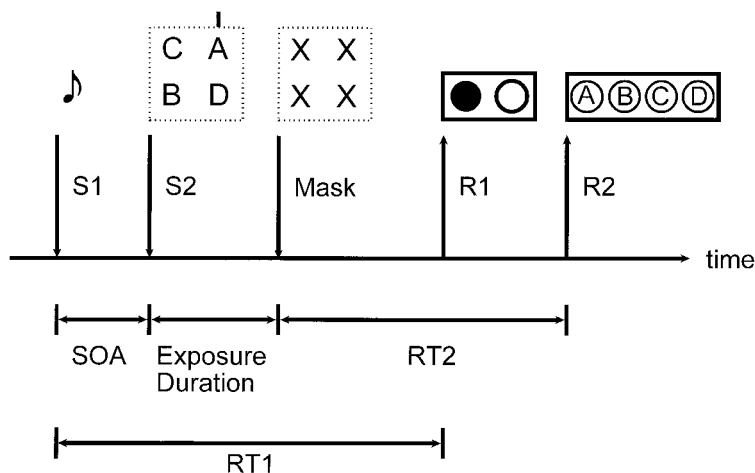 C A
B D
X X
X X
A B C D
S1
S2
Mask
R1
R2
time
SOA
Exposure
Duration
RT2
RT1